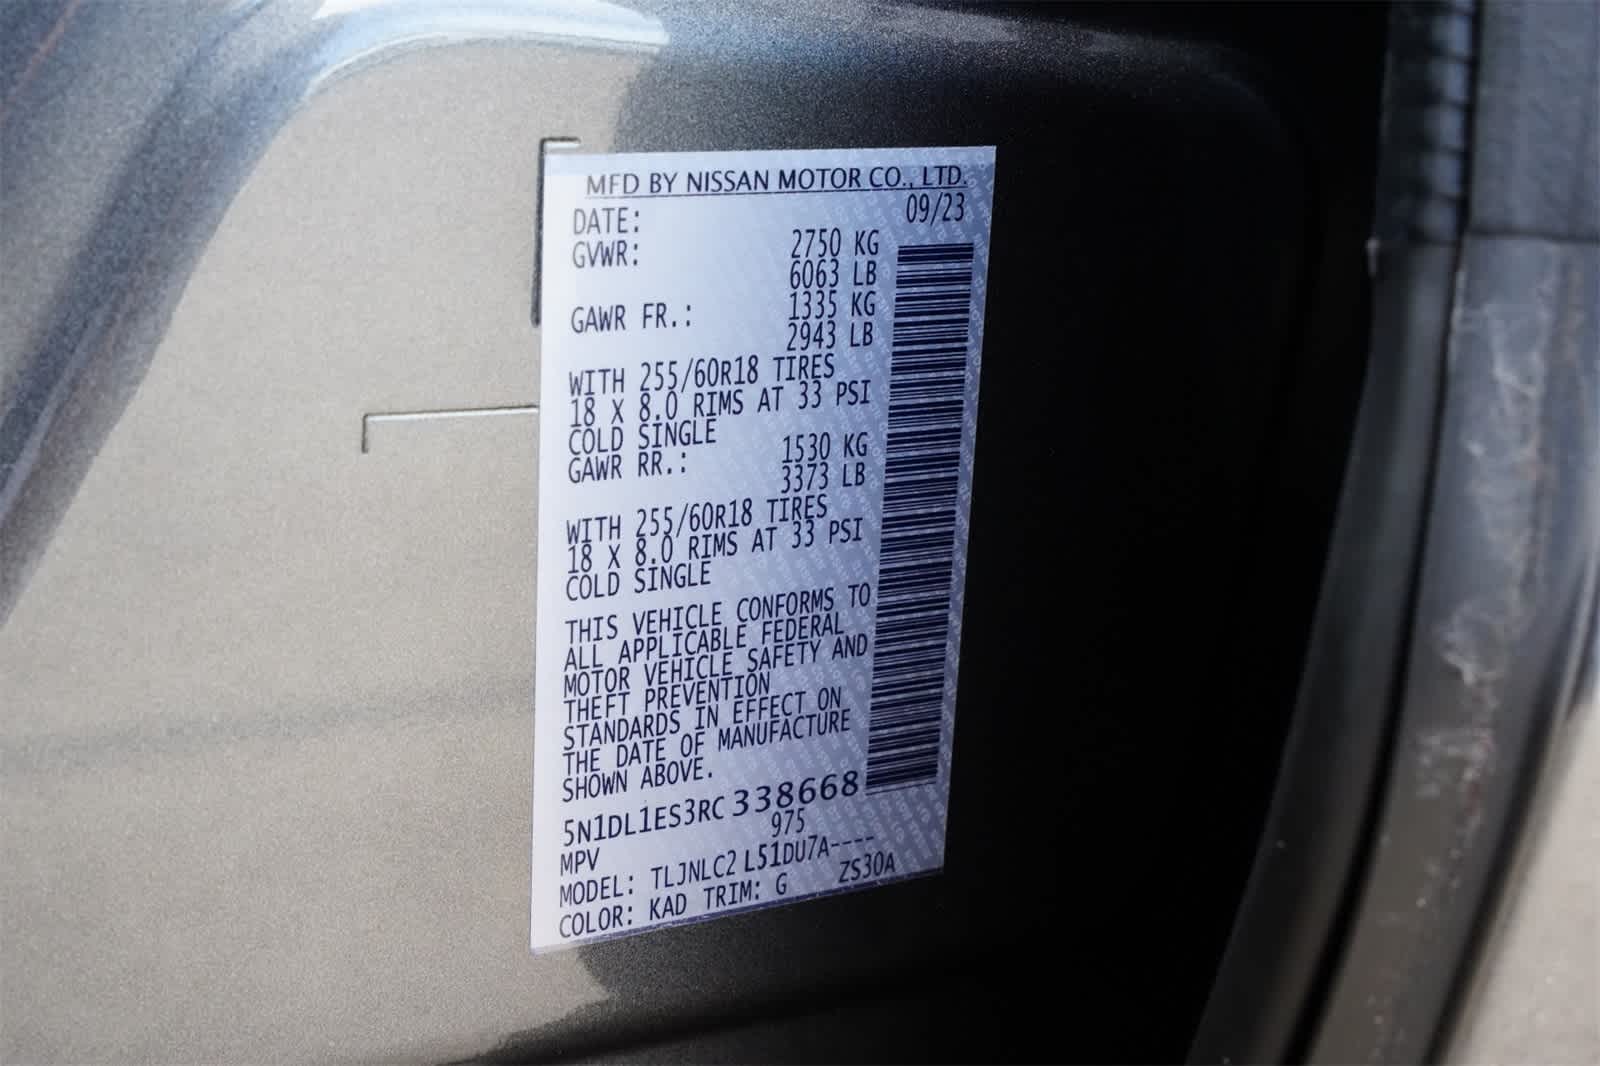 MFD BY NISSAN MOTOR CO., LTD.
DATE: 09/23
GVWR: 2750 KG
6063 LB
GAWR FR.: 1335 KG
2943 LB
WITH 255/60R18 TIRES
18 X 8.0 RIMS AT 33 PSI
COLD SINGLE
GAWR RR.: 1530 KG
3373 LB
WITH 255/60R18 TIRES
18 X 8.0 RIMS AT 33 PSI
COLD SINGLE
THIS VEHICLE CONFORMS TO
ALL APPLICABLE FEDERAL
MOTOR VEHICLE SAFETY AND
THEFT PREVENTION
STANDARDS IN EFFECT ON
THE DATE OF MANUFACTURE
SHOWN ABOVE.
5N1DL1ES3RC 338668
MPV 975
MODEL: TLJNLC2 L51DU7A----
COLOR: KAD TRIM: G ZS30A